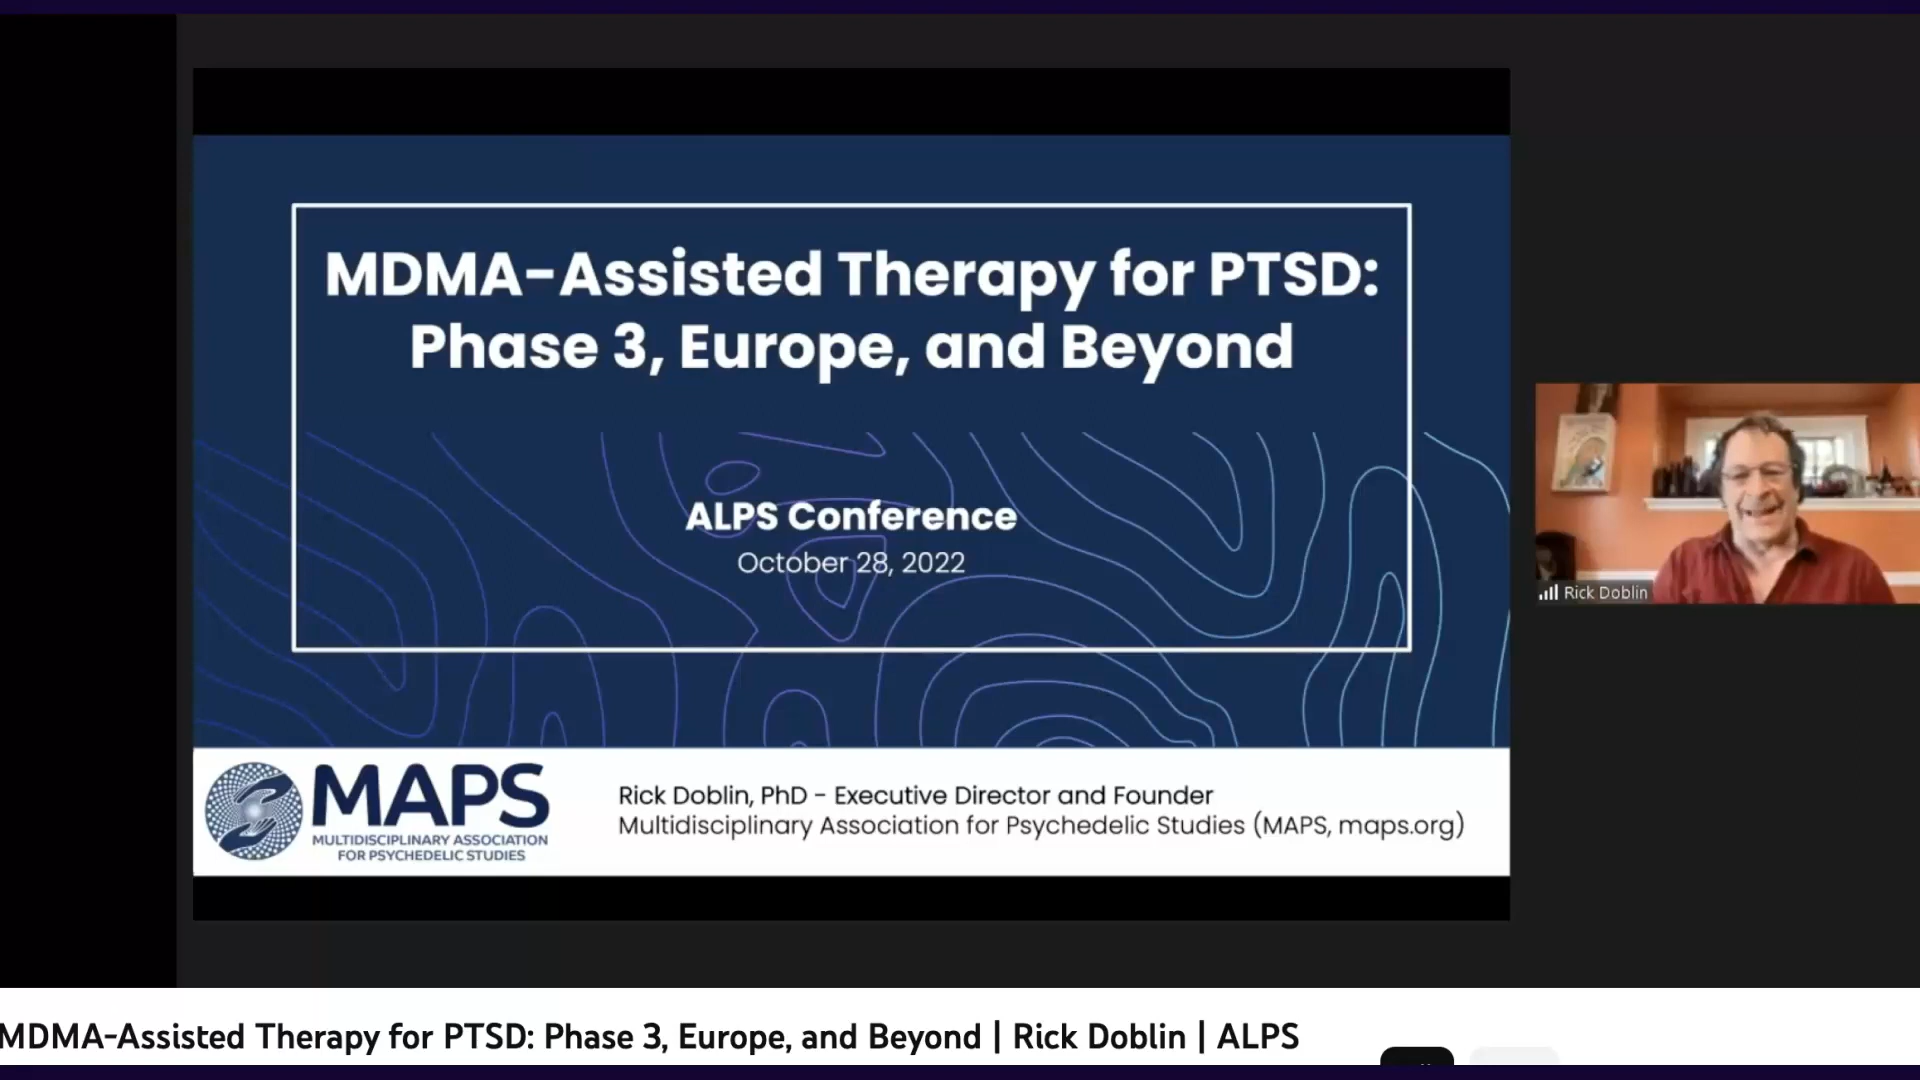 MDMA-Assisted Therapy for PTSD:
Phase 3, Europe, and Beyond
ALPS Conference
October 28, 2022
Rick Doblin
MAPS
MULTIDISCIPLINARY ASSOCIATION
FOR PSYCHEDELIC STUDIES
Rick Doblin, PhD - Executive Director and Founder
Multidisciplinary Association for Psychedelic Studies (MAPS, maps.org)
MDMA-Assisted Therapy for PTSD: Phase 3, Europe, and Beyond | Rick Doblin | ALPS